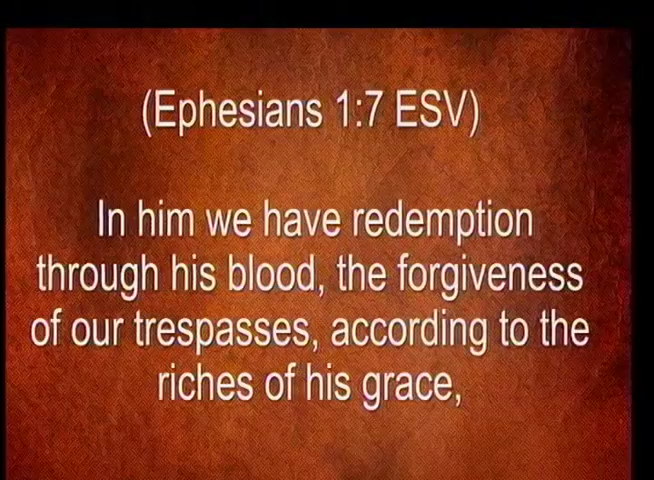 (Ephesians 1:7 ESV)
In him we have redemption
through his blood, the forgiveness
of our trespasses, according to the
riches of his grace,